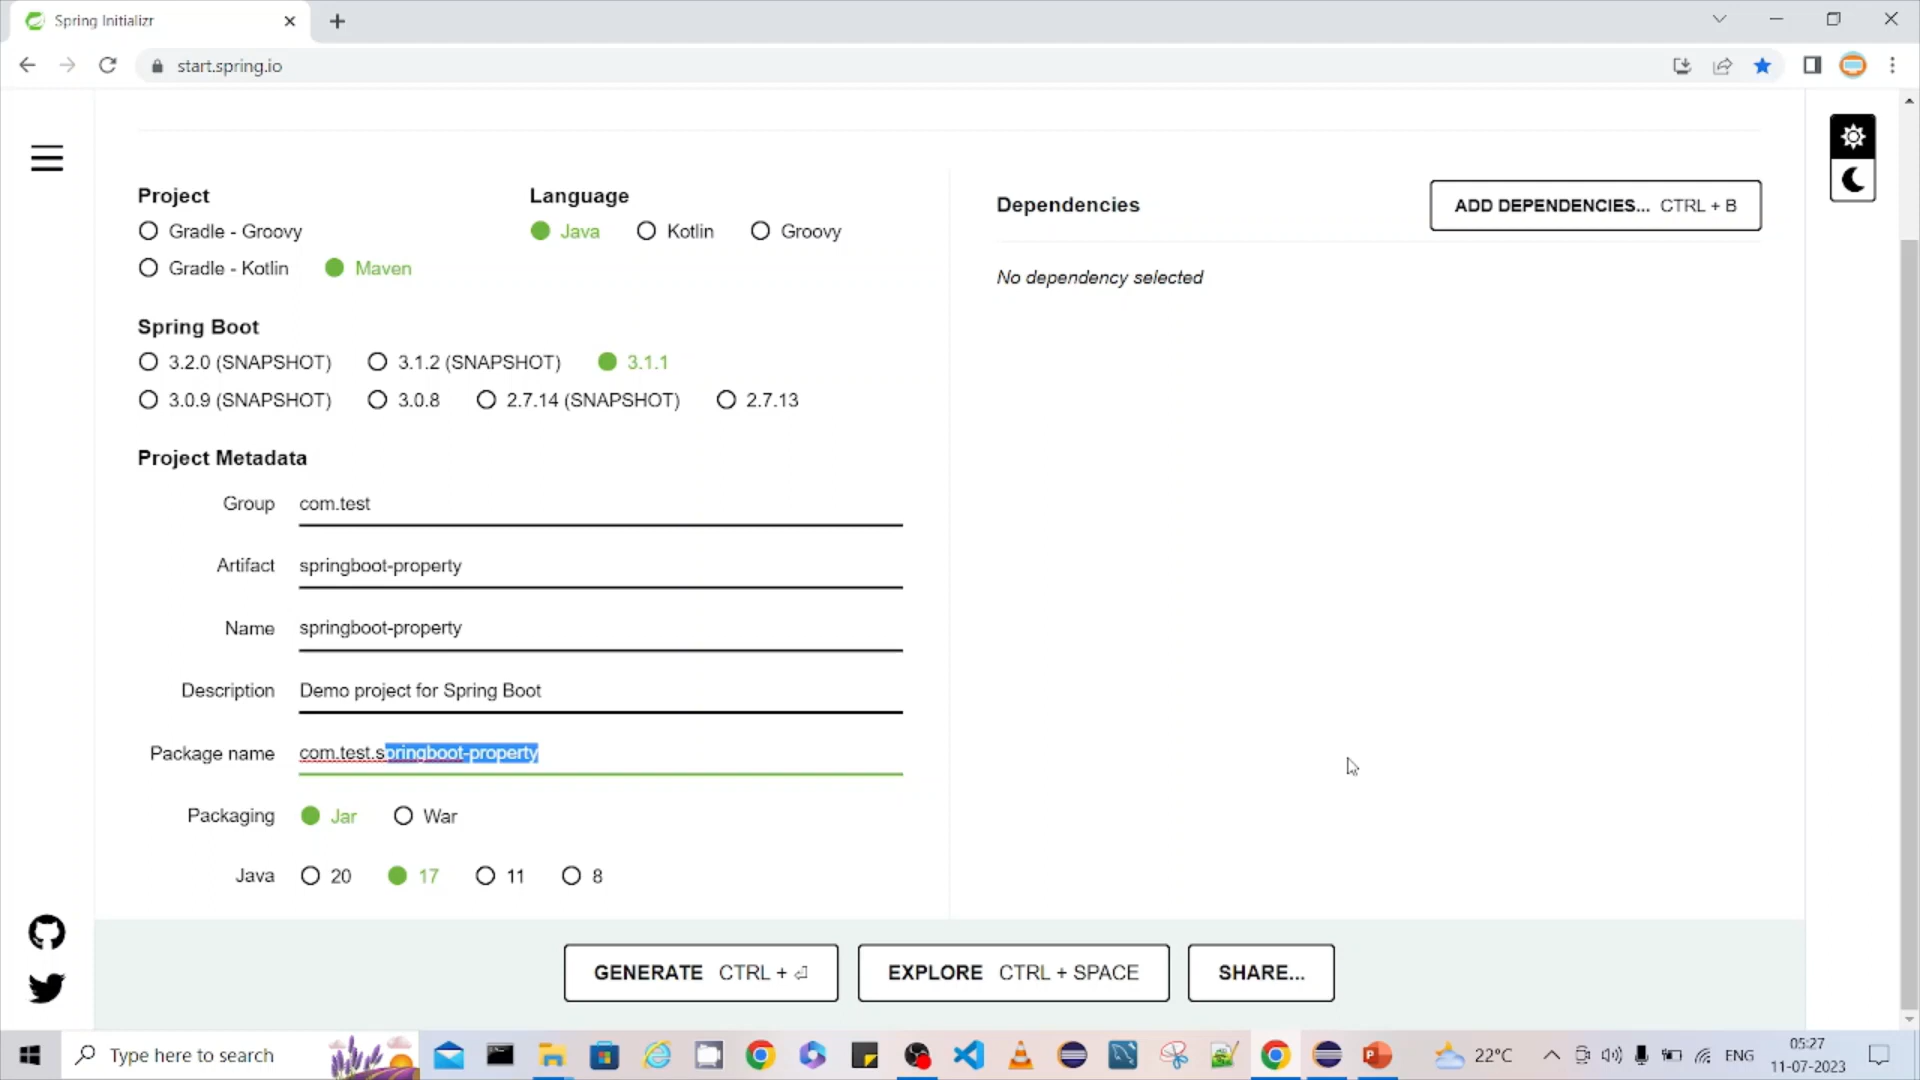 Spring Initializr
start.spring.io
Project
Language
Gradle - Groovy
Java
Kotlin
Groovy
Gradle - Kotlin
Maven
Dependencies
ADD DEPENDENCIES... CTRL + B
No dependency selected
Spring Boot
3.2.0 (SNAPSHOT)
3.1.2 (SNAPSHOT)
3.1.1
3.0.9 (SNAPSHOT)
3.0.8
2.7.14 (SNAPSHOT)
2.7.13
Project Metadata
Group com.test
Artifact springboot-property
Name springboot-property
Description Demo project for Spring Boot
Package name com.test.springboot-property
Packaging Jar War
Java 20 17 11 8
GENERATE CTRL + ⏎
EXPLORE CTRL + SPACE
SHARE...
Type here to search
22°C
ENG
05:27
11-07-2023